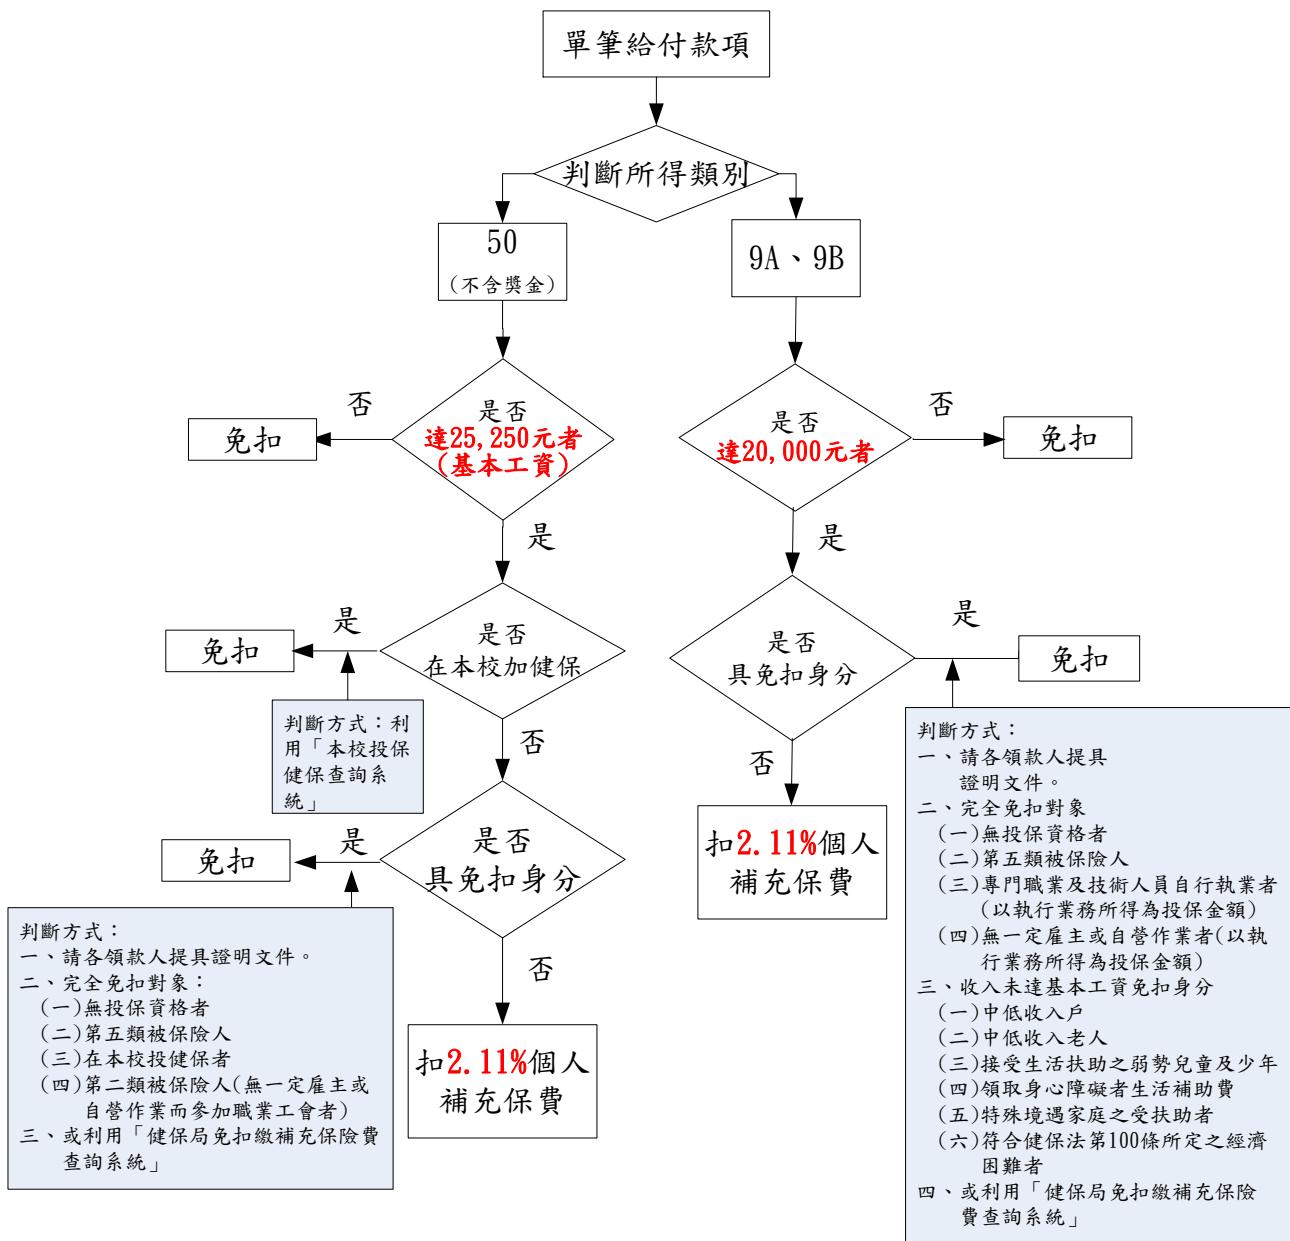 單筆給付款項
判斷所得類別
50
(不含獎金)
9A、9B
否
是否
達25,250元者
(基本工資)
免扣
是
是否
達20,000元者
否
免扣
是
是
免扣
是否
在本校加健保
判斷方式：利
用「本校投保
健保查詢系
統」
否
是否
具免扣身分
是
免扣
否
扣2.11%個人
補充保費
是
免扣
是否
具免扣身分
否
扣2.11%個人
補充保費
判斷方式：
一、請各領款人提具證明文件。
二、完全免扣對象：
(一)無投保資格者
(二)第五類被保險人
(三)在本校投健保者
(四)第二類被保險人(無一定雇主或
自營作業而參加職業工會者)
三、或利用「健保局免扣繳補充保險費
查詢系統」
判斷方式：
一、請各領款人提具
證明文件。
二、完全免扣對象
(一)無投保資格者
(二)第五類被保險人
(三)專門職業及技術人員自行執業者
(以執行業務所得為投保金額)
(四)無一定雇主或自營作業者(以執
行業務所得為投保金額)
三、收入未達基本工資免扣身分
(一)中低收入戶
(二)中低收入老人
(三)接受生活扶助之弱勢兒童及少年
(四)領取身心障礙者生活補助費
(五)特殊境遇家庭之受扶助者
(六)符合健保法第100條所定之經濟
困難者
四、或利用「健保局免扣繳補充保險
費查詢系統」